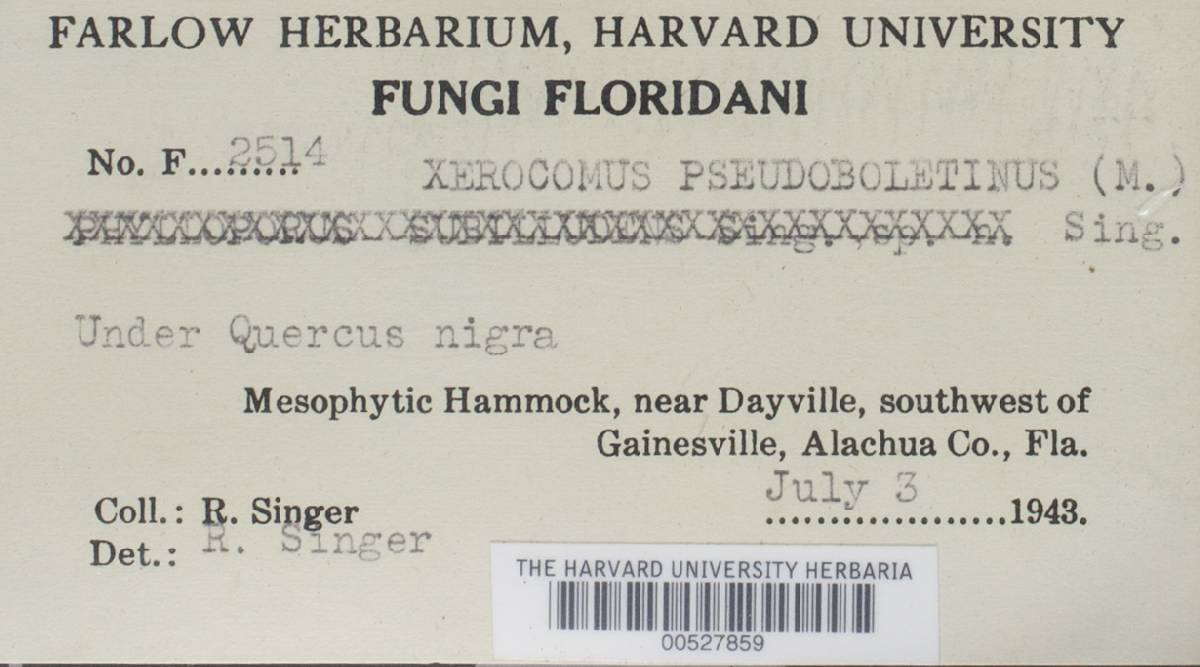 FARLOW HERBARIUM, HARVARD UNIVERSITY
FUNGI FLORIDANI
No. F...2514 XEROCOMUS PSEUDOBOLETINUS (M.)
Sing.
Under Quercus nigra
Mesophytic Hammock, near Dayville, southwest of
Gainesville, Alachua Co., Fla.
Coll.: R. Singer July 3 1943.
Det.: R. Singer
THE HARVARD UNIVERSITY HERBARIA
00527859